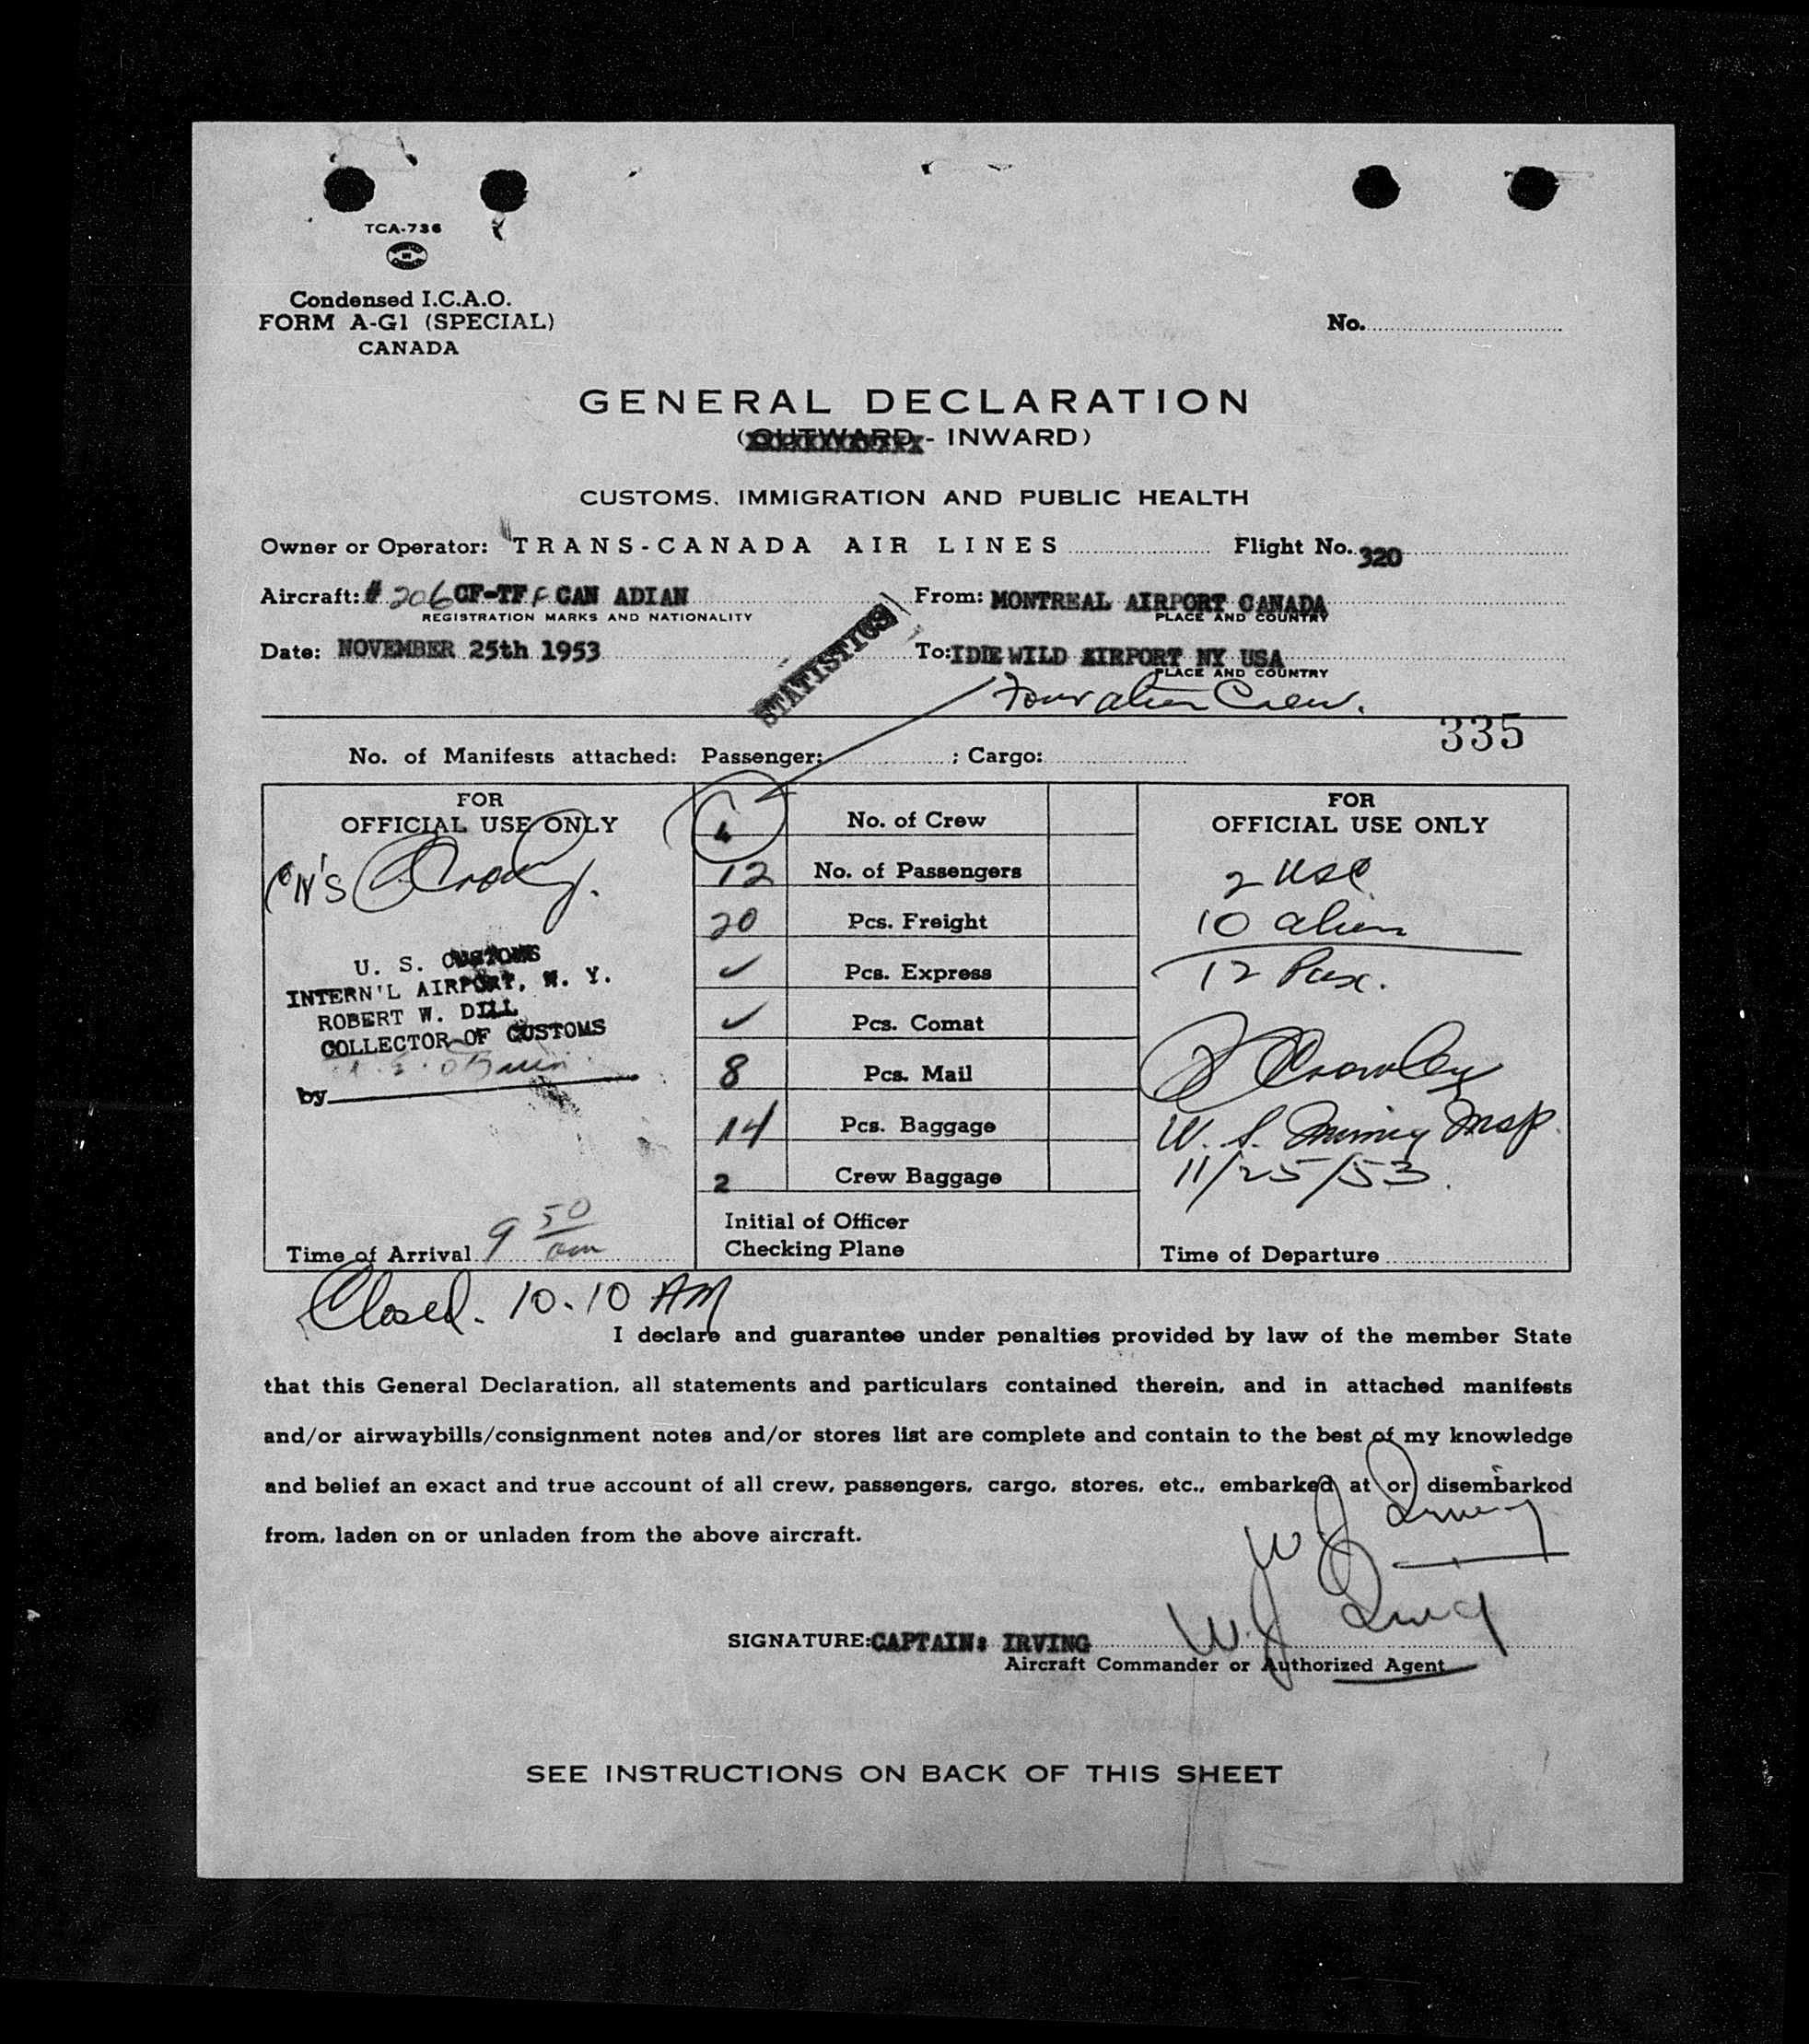 TCA-736
Condensed I.C.A.O.
FORM A-G1 (SPECIAL)
CANADA
No.
GENERAL DECLARATION
(OUTWARD - INWARD)
CUSTOMS, IMMIGRATION AND PUBLIC HEALTH
Owner or Operator: TRANS-CANADA AIR LINES Flight No. 320
Aircraft: # 206 CF-TFF CAN ADIAN From: MONTREAL AIRPORT CANADA
REGISTRATION MARKS AND NATIONALITY PLACE AND COUNTRY
Date: NOVEMBER 25th 1953 To: IDIEWILD AIRPORT NY USA
PLACE AND COUNTRY
STATISTICS
Four alien Crew.
335
No. of Manifests attached: Passenger: ; Cargo:
FOR
OFFICIAL USE ONLY
U. S. CUSTOMS
INTERN'L AIRPORT, N. Y.
ROBERT W. DILL
COLLECTOR OF CUSTOMS
by
Time of Arrival 9 50 am
4 No. of Crew
12 No. of Passengers
20 Pcs. Freight
✓ Pcs. Express
✓ Pcs. Comat
8 Pcs. Mail
14 Pcs. Baggage
2 Crew Baggage
Initial of Officer
Checking Plane
FOR
OFFICIAL USE ONLY
2 USC
10 alien
12 Pax.
Crowley
11/25/53.
Time of Departure
Closed. 10.10 AM
I declare and guarantee under penalties provided by law of the member State
that this General Declaration, all statements and particulars contained therein, and in attached manifests
and/or airwaybills/consignment notes and/or stores list are complete and contain to the best of my knowledge
and belief an exact and true account of all crew, passengers, cargo, stores, etc., embarked at or disembarked
from, laden on or unladen from the above aircraft.
W J Irving
SIGNATURE: CAPTAIN: IRVING W. J Irving
Aircraft Commander or Authorized Agent
SEE INSTRUCTIONS ON BACK OF THIS SHEET